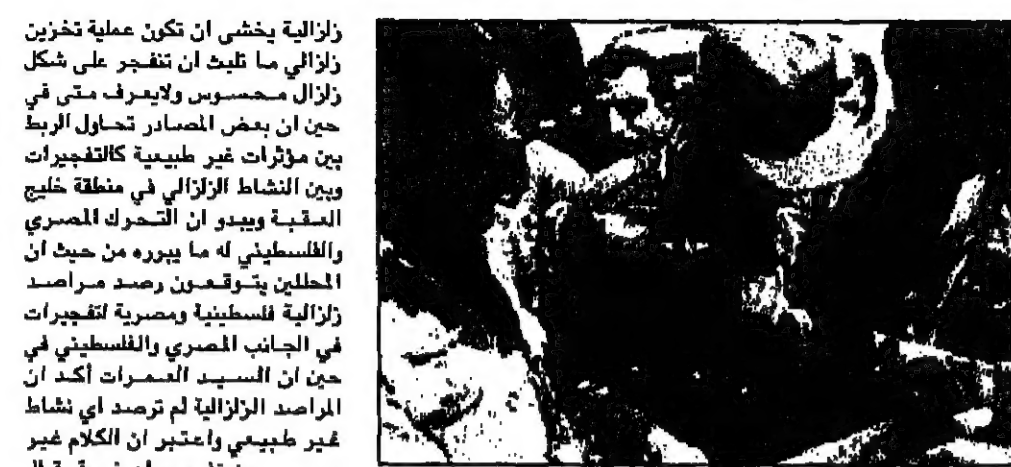 زلزالية يخشى ان تكون عملية تخزين
زلزالي ما تلبث ان تنفجر على شكل
زلزال محسوس ولايعرف متى في
حين ان بعض المصادر تحاول الربط
بين مؤثرات غير طبيعية كالتفجيرات
وبين النشاط الزلزالي في منطقة خليج
العقبة ويبدو ان التحرك المصري
والفلسطيني له ما يبرره من حيث ان
المحللين يتوقعون رصد مراصد
زلزالية فلسطينية ومصرية لتفجيرات
في الجانب المصري والفلسطيني في
حين ان السيد العمرات أكد ان
المراصد الزلزالية لم ترصد اي نشاط
غير طبيعي واعتبر ان الكلام غير